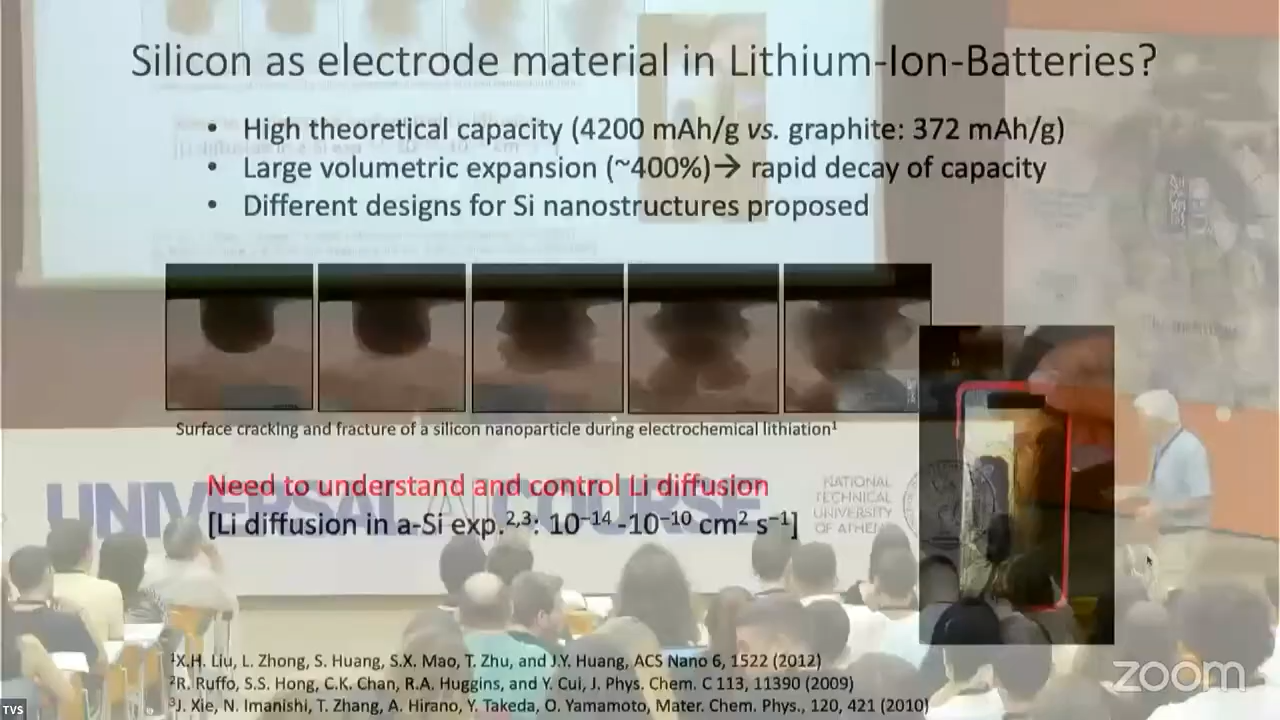 Silicon as electrode material in Lithium-Ion-Batteries?
• High theoretical capacity (4200 mAh/g vs. graphite: 372 mAh/g)
• Large volumetric expansion (~400%)→ rapid decay of capacity
• Different designs for Si nanostructures proposed
Surface cracking and fracture of a silicon nanoparticle during electrochemical lithiation¹
Need to understand and control Li diffusion
[Li diffusion in a-Si exp.²,³: 10⁻¹⁴ -10⁻¹⁰ cm² s⁻¹]
NATIONAL
TECHNICAL
UNIVERSITY
OF ATHEN
¹X.H. Liu, L. Zhong, S. Huang, S.X. Mao, T. Zhu, and J.Y. Huang, ACS Nano 6, 1522 (2012)
²R. Ruffo, S.S. Hong, C.K. Chan, R.A. Huggins, and Y. Cui, J. Phys. Chem. C 113, 11390 (2009)
³J. Xie, N. Imanishi, T. Zhang, A. Hirano, Y. Takeda, O. Yamamoto, Mater. Chem. Phys., 120, 421 (2010)
zoom
TVS